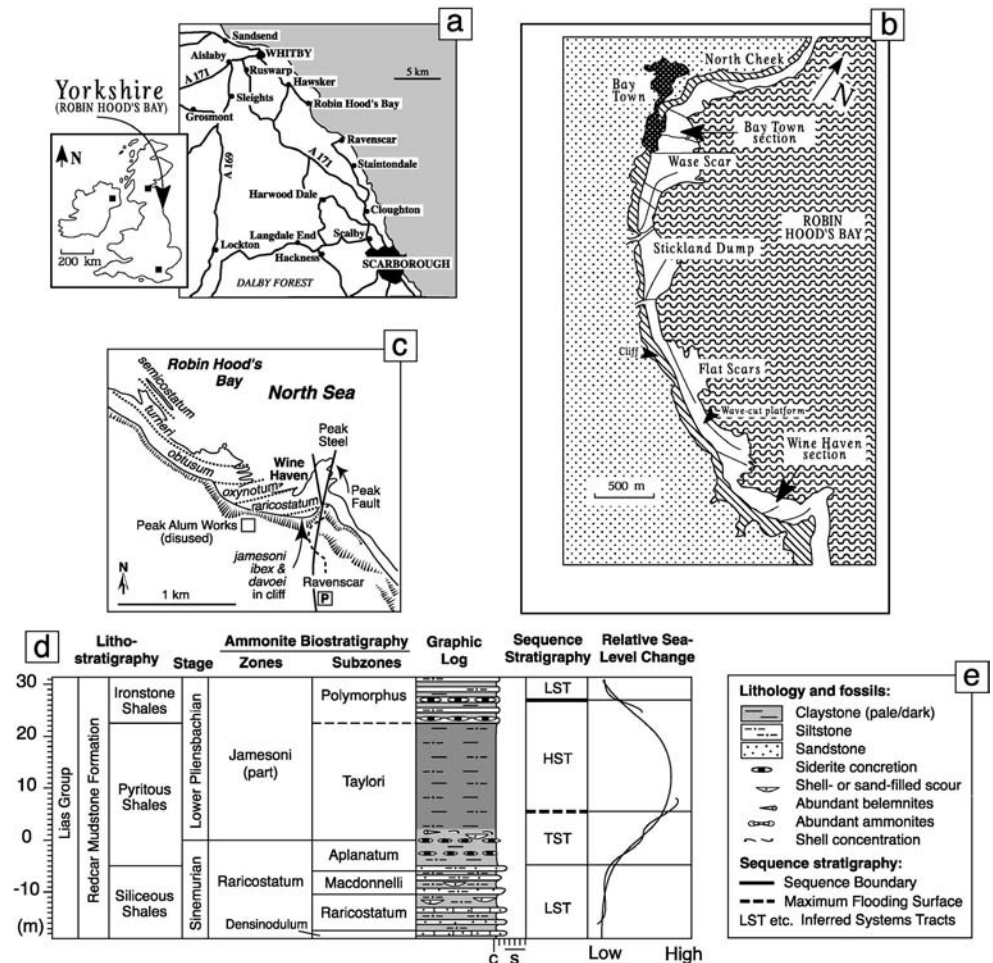 a
Sandsend
Aislaby
WHITBY
A 171
Ruswarp
Hawsker
5 km
Sleights
Robin Hood's Bay
Grosmont
Ravenscar
A 171
Staintondale
A 169
Harwood Dale
Cloughton
Langdale End
Scalby
Lockton
Hackness
SCARBOROUGH
DALBY FOREST
Yorkshire
(ROBIN HOOD'S BAY)
N
200 km
b
North Cheek
N
Bay
Town
Bay Town
section
Wase Scar
ROBIN
HOOD'S BAY
Stickland Dump
Cliff
Flat Scars
Wave-cut platform
Wine Haven
section
500 m
c
Robin Hood's
Bay
North Sea
semicostatum
turneri
obtusum
Peak
Steel
Wine
Haven
oxynotum
raricostatum
Peak
Fault
Peak Alum Works
(disused)
jamesoni
ibex &
davoei
in cliff
Ravenscar
P
N
1 km
d
Litho-
stratigraphy
Stage
Ammonite Biostratigraphy
Zones
Subzones
Graphic
Log
Sequence
Stratigraphy
Relative Sea-
Level Change
30
20
10
0
-10
(m)
Lias Group
Redcar Mudstone Formation
Ironstone
Shales
Pyritous
Shales
Siliceous
Shales
Lower Pliensbachian
Sinemurian
Jamesoni
(part)
Raricostatum
Densinodulum
Polymorphus
Taylori
Aplanatum
Macdonnelli
Raricostatum
C S
LST
HST
TST
LST
Low High
e
Lithology and fossils:
Claystone (pale/dark)
Siltstone
Sandstone
Siderite concretion
Shell- or sand-filled scour
Abundant belemnites
Abundant ammonites
Shell concentration
Sequence stratigraphy:
Sequence Boundary
Maximum Flooding Surface
LST etc. Inferred Systems Tracts